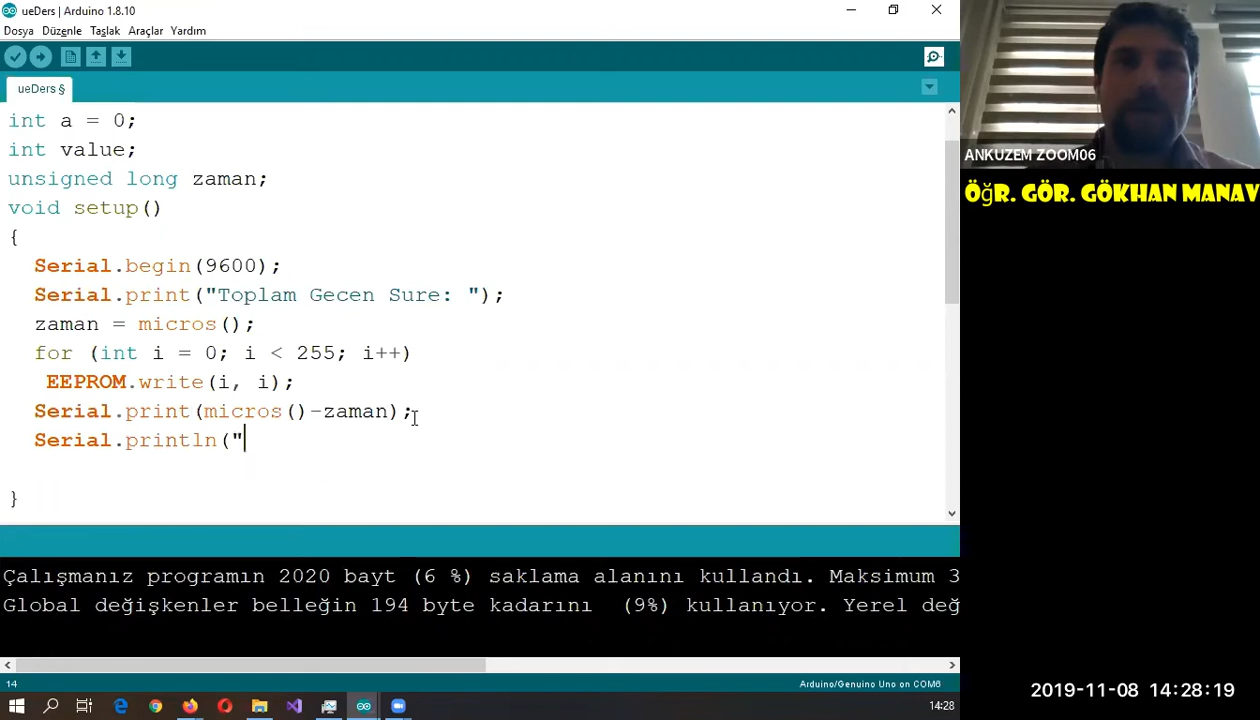 ueDers | Arduino 1.8.10
Dosya Düzenle Taslak Araçlar Yardım
ueDers §
int a = 0;
int value;
unsigned long zaman;
void setup()
{
Serial.begin(9600);
Serial.print("Toplam Gecen Sure: ");
zaman = micros();
for (int i = 0; i < 255; i++)
EEPROM.write(i, i);
Serial.print(micros()-zaman);
Serial.println("
}
Çalışmanız programın 2020 bayt (6 %) saklama alanını kullandı. Maksimum 3
Global değişkenler belleğin 194 byte kadarını (9%) kullanıyor. Yerel değ
14
Arduino/Genuino Uno on COM6
14:28
ANKUZEM ZOOM06
ÖĞR. GÖR. GÖKHAN MANAV
2019-11-08 14:28:19